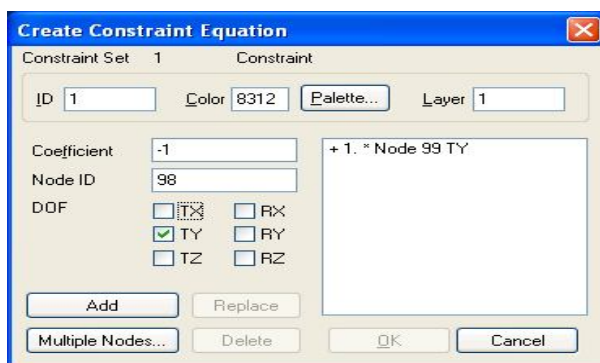 Create Constraint Equation
Constraint Set 1 Constraint
ID 1 Color 8312 Palette... Layer 1
Coefficient -1
+ 1. * Node 99 TY
Node ID 98
DOF TX RX
TY RY
TZ RZ
Add Replace
Multiple Nodes... Delete OK Cancel